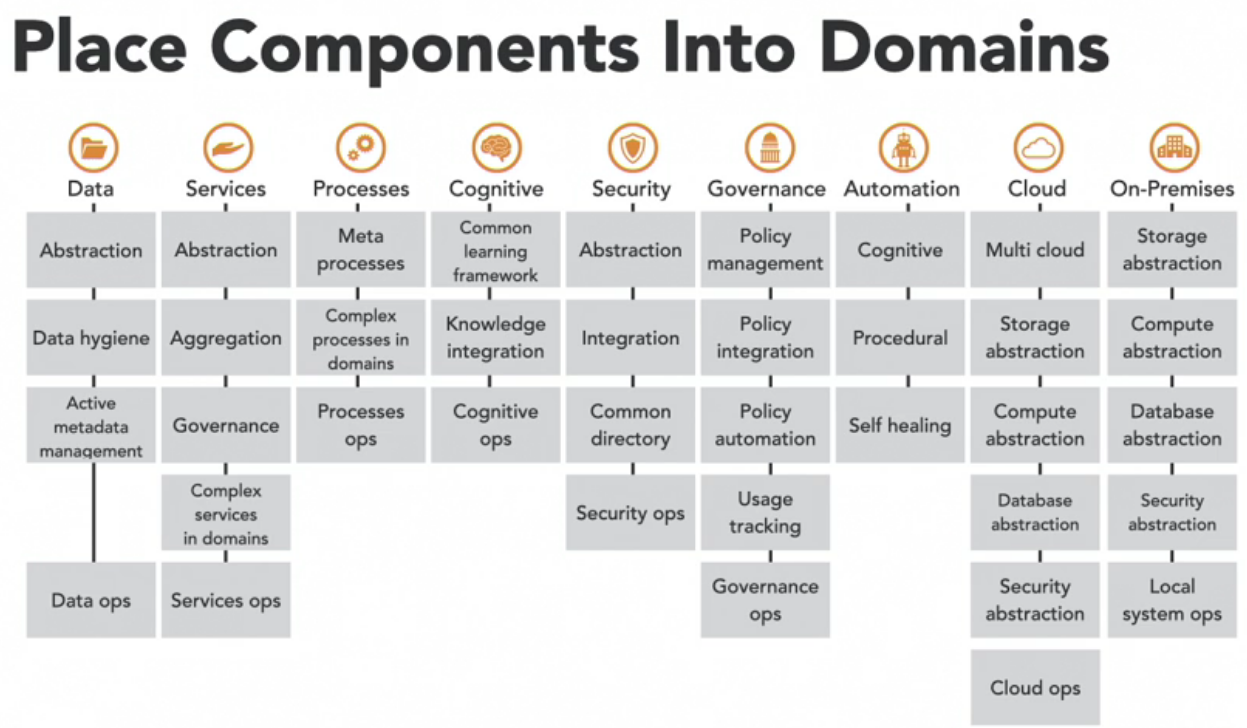 Place Components Into Domains
Data
Services
Processes
Cognitive
Security
Governance
Automation
Cloud
On-Premises
Abstraction
Abstraction
Meta
processes
Common
learning
framework
Abstraction
Policy
management
Cognitive
Multi cloud
Storage
abstraction
Data hygiene
Aggregation
Complex
processes in
domains
Knowledge
integration
Integration
Policy
integration
Procedural
Storage
abstraction
Compute
abstraction
Active
metadata
management
Governance
Processes
ops
Cognitive
ops
Common
directory
Policy
automation
Self healing
Compute
abstraction
Database
abstraction
Complex
services
in domains
Security ops
Usage
tracking
Database
abstraction
Security
abstraction
Data ops
Services ops
Governance
ops
Security
abstraction
Local
system ops
Cloud ops